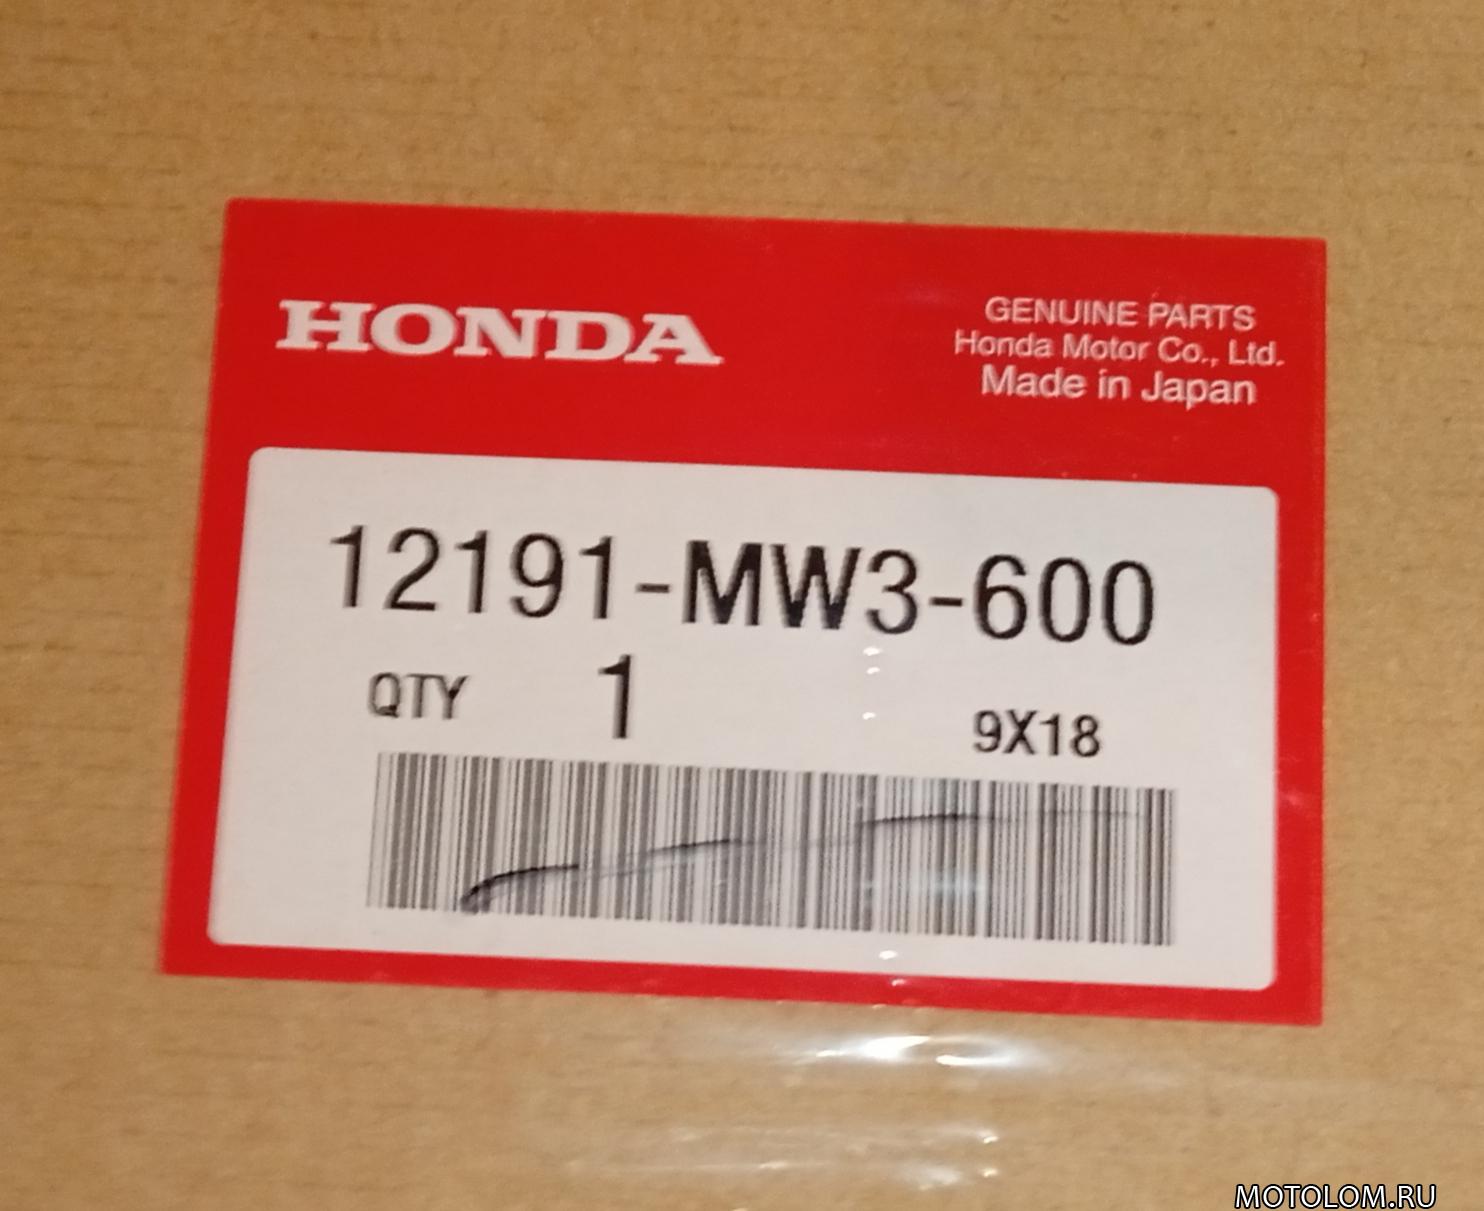 HONDA
GENUINE PARTS
Honda Motor Co., Ltd.
Made in Japan
12191-MW3-600
QTY 1 9X18
MOTOLOM.RU